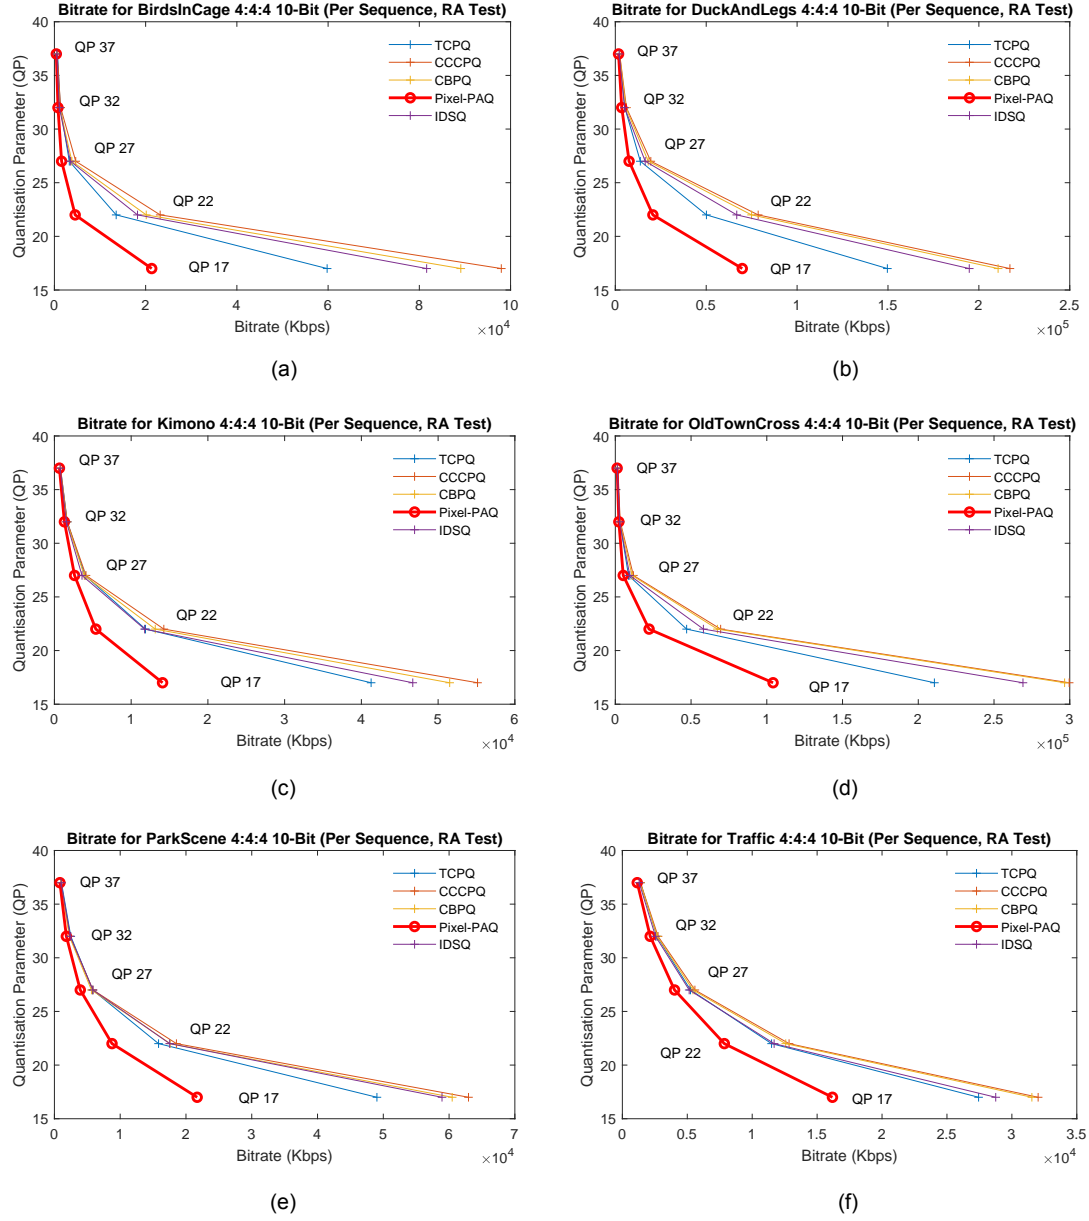 Bitrate for BirdsInCage 4:4:4 10-Bit (Per Sequence, RA Test)
40
35
30
25
20
15
Quantisation Parameter (QP)
QP 37
QP 32
QP 27
QP 22
QP 17
TCPQ
CCCPQ
CBPQ
Pixel-PAQ
IDSQ
0 2 4 6 8 10
Bitrate (Kbps)
×10^4
(a)
Bitrate for DuckAndLegs 4:4:4 10-Bit (Per Sequence, RA Test)
40
35
30
25
20
15
Quantisation Parameter (QP)
QP 37
QP 32
QP 27
QP 22
QP 17
TCPQ
CCCPQ
CBPQ
Pixel-PAQ
IDSQ
0 0.5 1 1.5 2 2.5
Bitrate (Kbps)
×10^5
(b)
Bitrate for Kimono 4:4:4 10-Bit (Per Sequence, RA Test)
40
35
30
25
20
15
Quantisation Parameter (QP)
QP 37
QP 32
QP 27
QP 22
QP 17
TCPQ
CCCPQ
CBPQ
Pixel-PAQ
IDSQ
0 1 2 3 4 5 6
Bitrate (Kbps)
×10^4
(c)
Bitrate for OldTownCross 4:4:4 10-Bit (Per Sequence, RA Test)
40
35
30
25
20
15
Quantisation Parameter (QP)
QP 37
QP 32
QP 27
QP 22
QP 17
TCPQ
CCCPQ
CBPQ
Pixel-PAQ
IDSQ
0 0.5 1 1.5 2 2.5 3
Bitrate (Kbps)
×10^5
(d)
Bitrate for ParkScene 4:4:4 10-Bit (Per Sequence, RA Test)
40
35
30
25
20
15
Quantisation Parameter (QP)
QP 37
QP 32
QP 27
QP 22
QP 17
TCPQ
CCCPQ
CBPQ
Pixel-PAQ
IDSQ
0 1 2 3 4 5 6 7
Bitrate (Kbps)
×10^4
(e)
Bitrate for Traffic 4:4:4 10-Bit (Per Sequence, RA Test)
40
35
30
25
20
15
Quantisation Parameter (QP)
QP 37
QP 32
QP 27
QP 22
QP 17
TCPQ
CCCPQ
CBPQ
Pixel-PAQ
IDSQ
0 0.5 1 1.5 2 2.5 3 3.5
Bitrate (Kbps)
×10^4
(f)